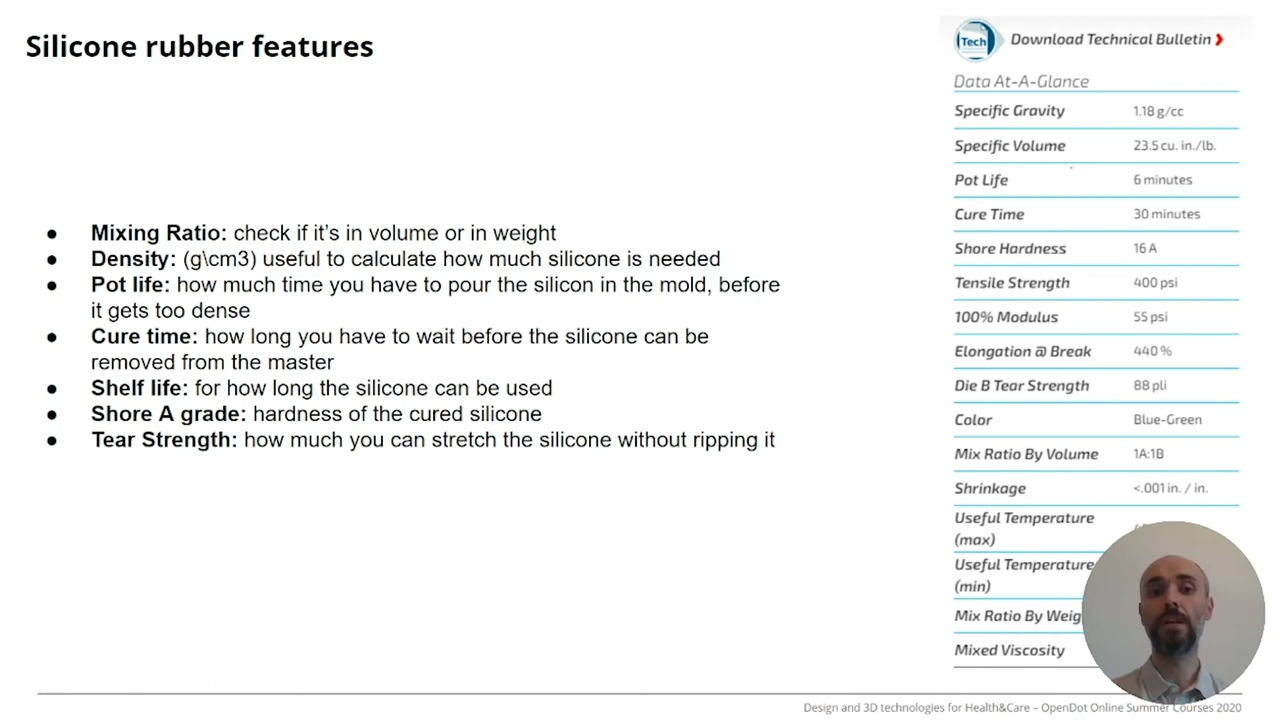 Silicone rubber features
● Mixing Ratio: check if it's in volume or in weight
● Density: (g\cm3) useful to calculate how much silicone is needed
● Pot life: how much time you have to pour the silicon in the mold, before
it gets too dense
● Cure time: how long you have to wait before the silicone can be
removed from the master
● Shelf life: for how long the silicone can be used
● Shore A grade: hardness of the cured silicone
● Tear Strength: how much you can stretch the silicone without ripping it
Tech Download Technical Bulletin
Data At-A-Glance
Specific Gravity 1.18 g/cc
Specific Volume 23.5 cu. in./lb.
Pot Life 6 minutes
Cure Time 30 minutes
Shore Hardness 16 A
Tensile Strength 400 psi
100% Modulus 55 psi
Elongation @ Break 440 %
Die B Tear Strength 88 pli
Color Blue-Green
Mix Ratio By Volume 1A:1B
Shrinkage <.001 in. / in.
Useful Temperature
(max)
Useful Temperature
(min)
Mix Ratio By
Mixed Viscosity
Design and 3D technologies for Health&Care – OpenDot Online Summer Courses 2020